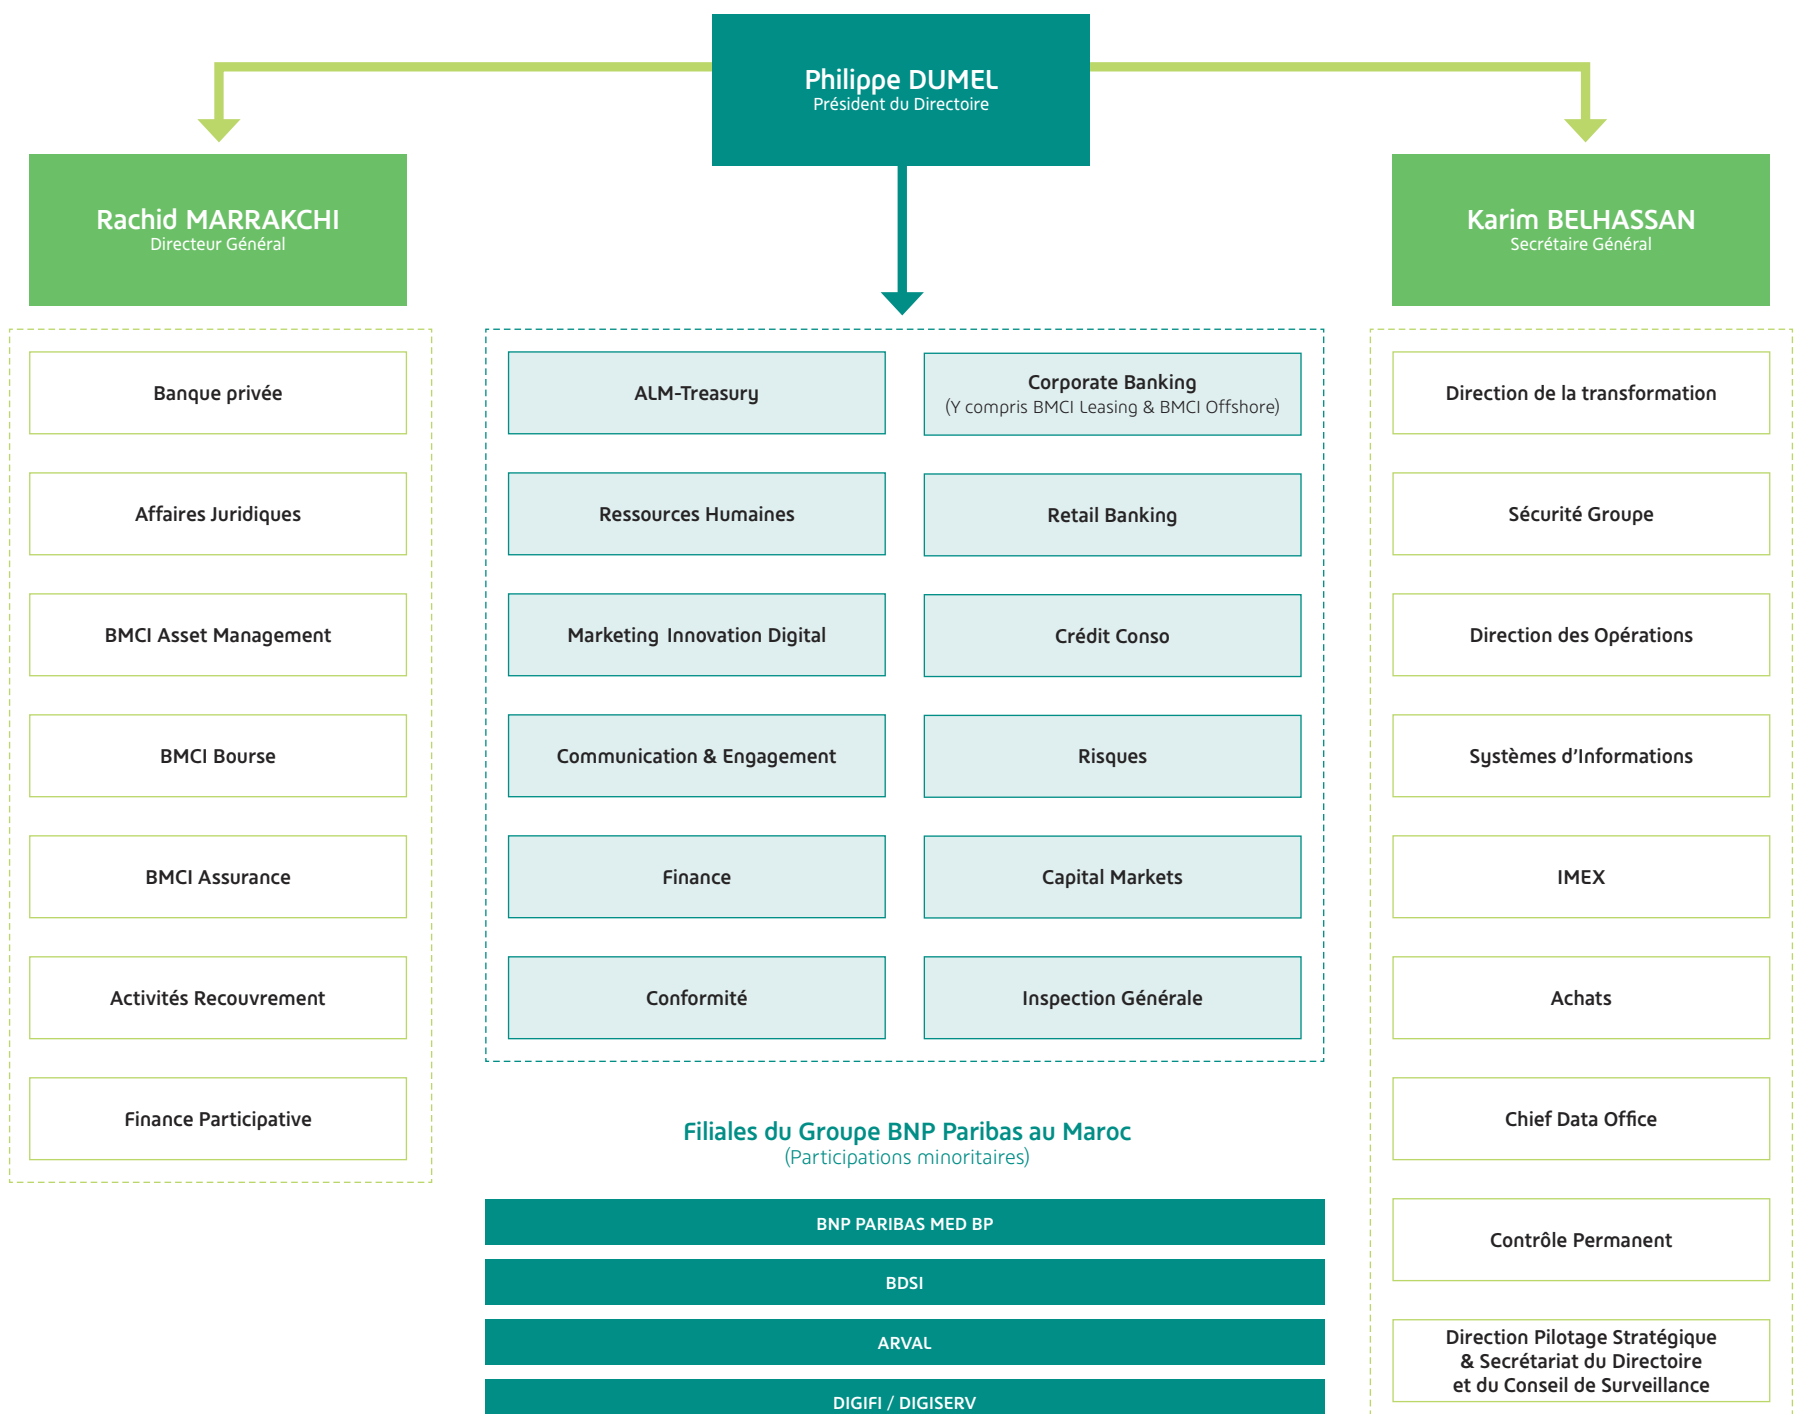 Philippe DUMEL
Président du Directoire
Rachid MARRAKCHI
Directeur Général
Karim BELHASSAN
Secrétaire Général
Banque privée
Affaires Juridiques
BMCI Asset Management
BMCI Bourse
BMCI Assurance
Activités Recouvrement
Finance Participative
ALM-Treasury
Corporate Banking
(Y compris BMCI Leasing & BMCI Offshore)
Ressources Humaines
Retail Banking
Marketing Innovation Digital
Crédit Conso
Communication & Engagement
Risques
Finance
Capital Markets
Conformité
Inspection Générale
Filiales du Groupe BNP Paribas au Maroc
(Participations minoritaires)
BNP PARIBAS MED BP
BDSI
ARVAL
DIGIFI / DIGISERV
Direction de la transformation
Sécurité Groupe
Direction des Opérations
Systèmes d'Informations
IMEX
Achats
Chief Data Office
Contrôle Permanent
Direction Pilotage Stratégique
& Secrétariat du Directoire
et du Conseil de Surveillance